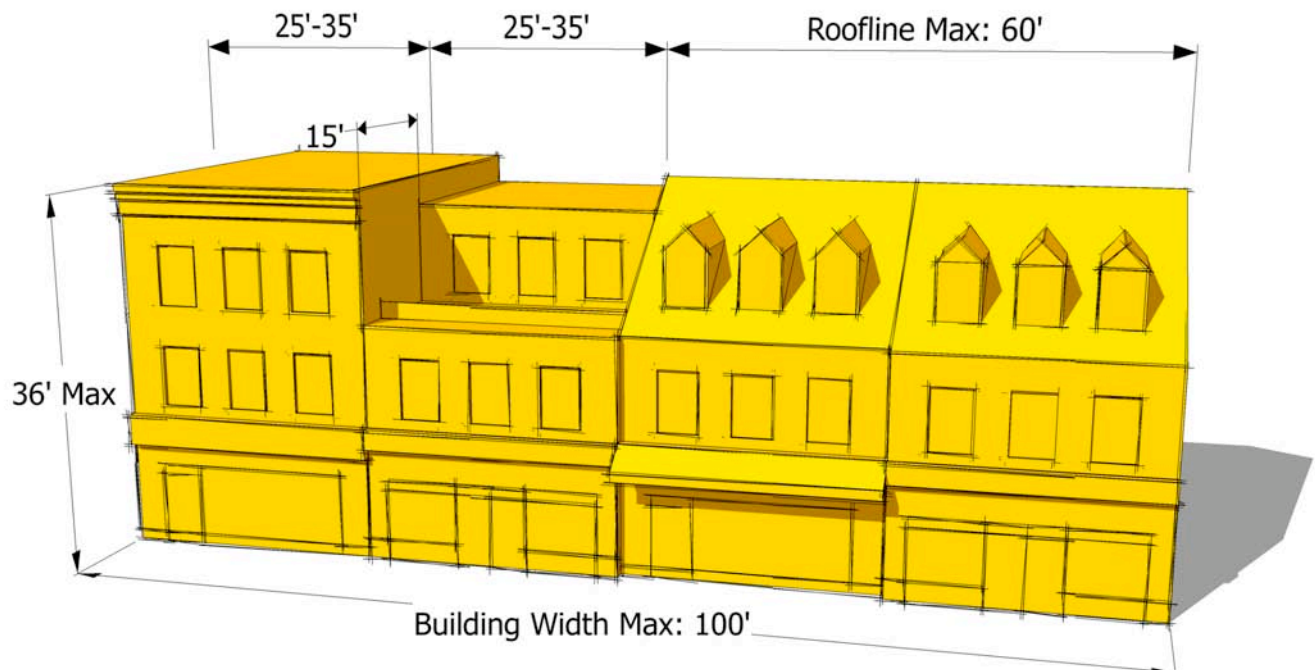 25'-35'
25'-35'
Roofline Max: 60'
15'
36' Max
Building Width Max: 100'